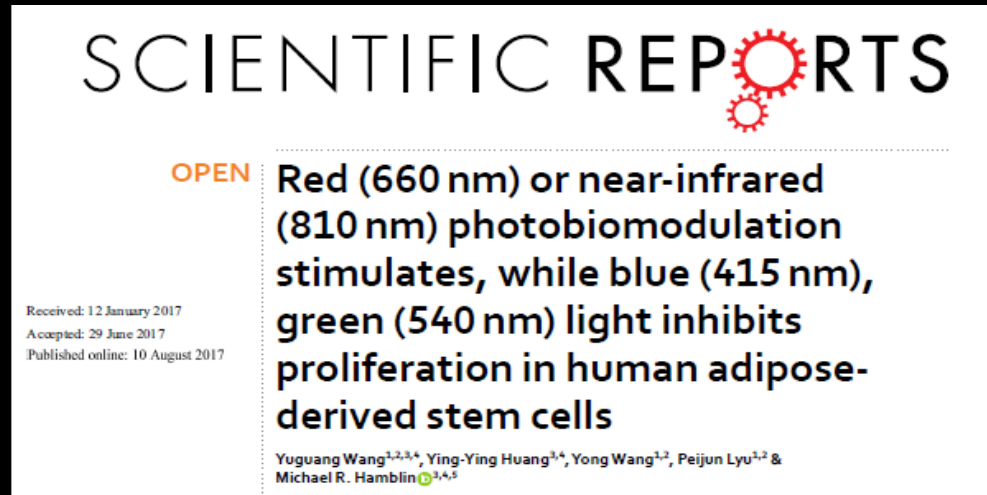 SCIENTIFIC REPORTS
OPEN
Red (660 nm) or near-infrared
(810 nm) photobiomodulation
stimulates, while blue (415 nm),
green (540 nm) light inhibits
proliferation in human adipose-
derived stem cells
Received: 12 January 2017
Accepted: 29 June 2017
Published online: 10 August 2017
Yuguang Wang1,2,3,4, Ying-Ying Huang3,4, Yong Wang1,2, Peijun Lyu1,2 &
Michael R. Hamblin iD 3,4,5